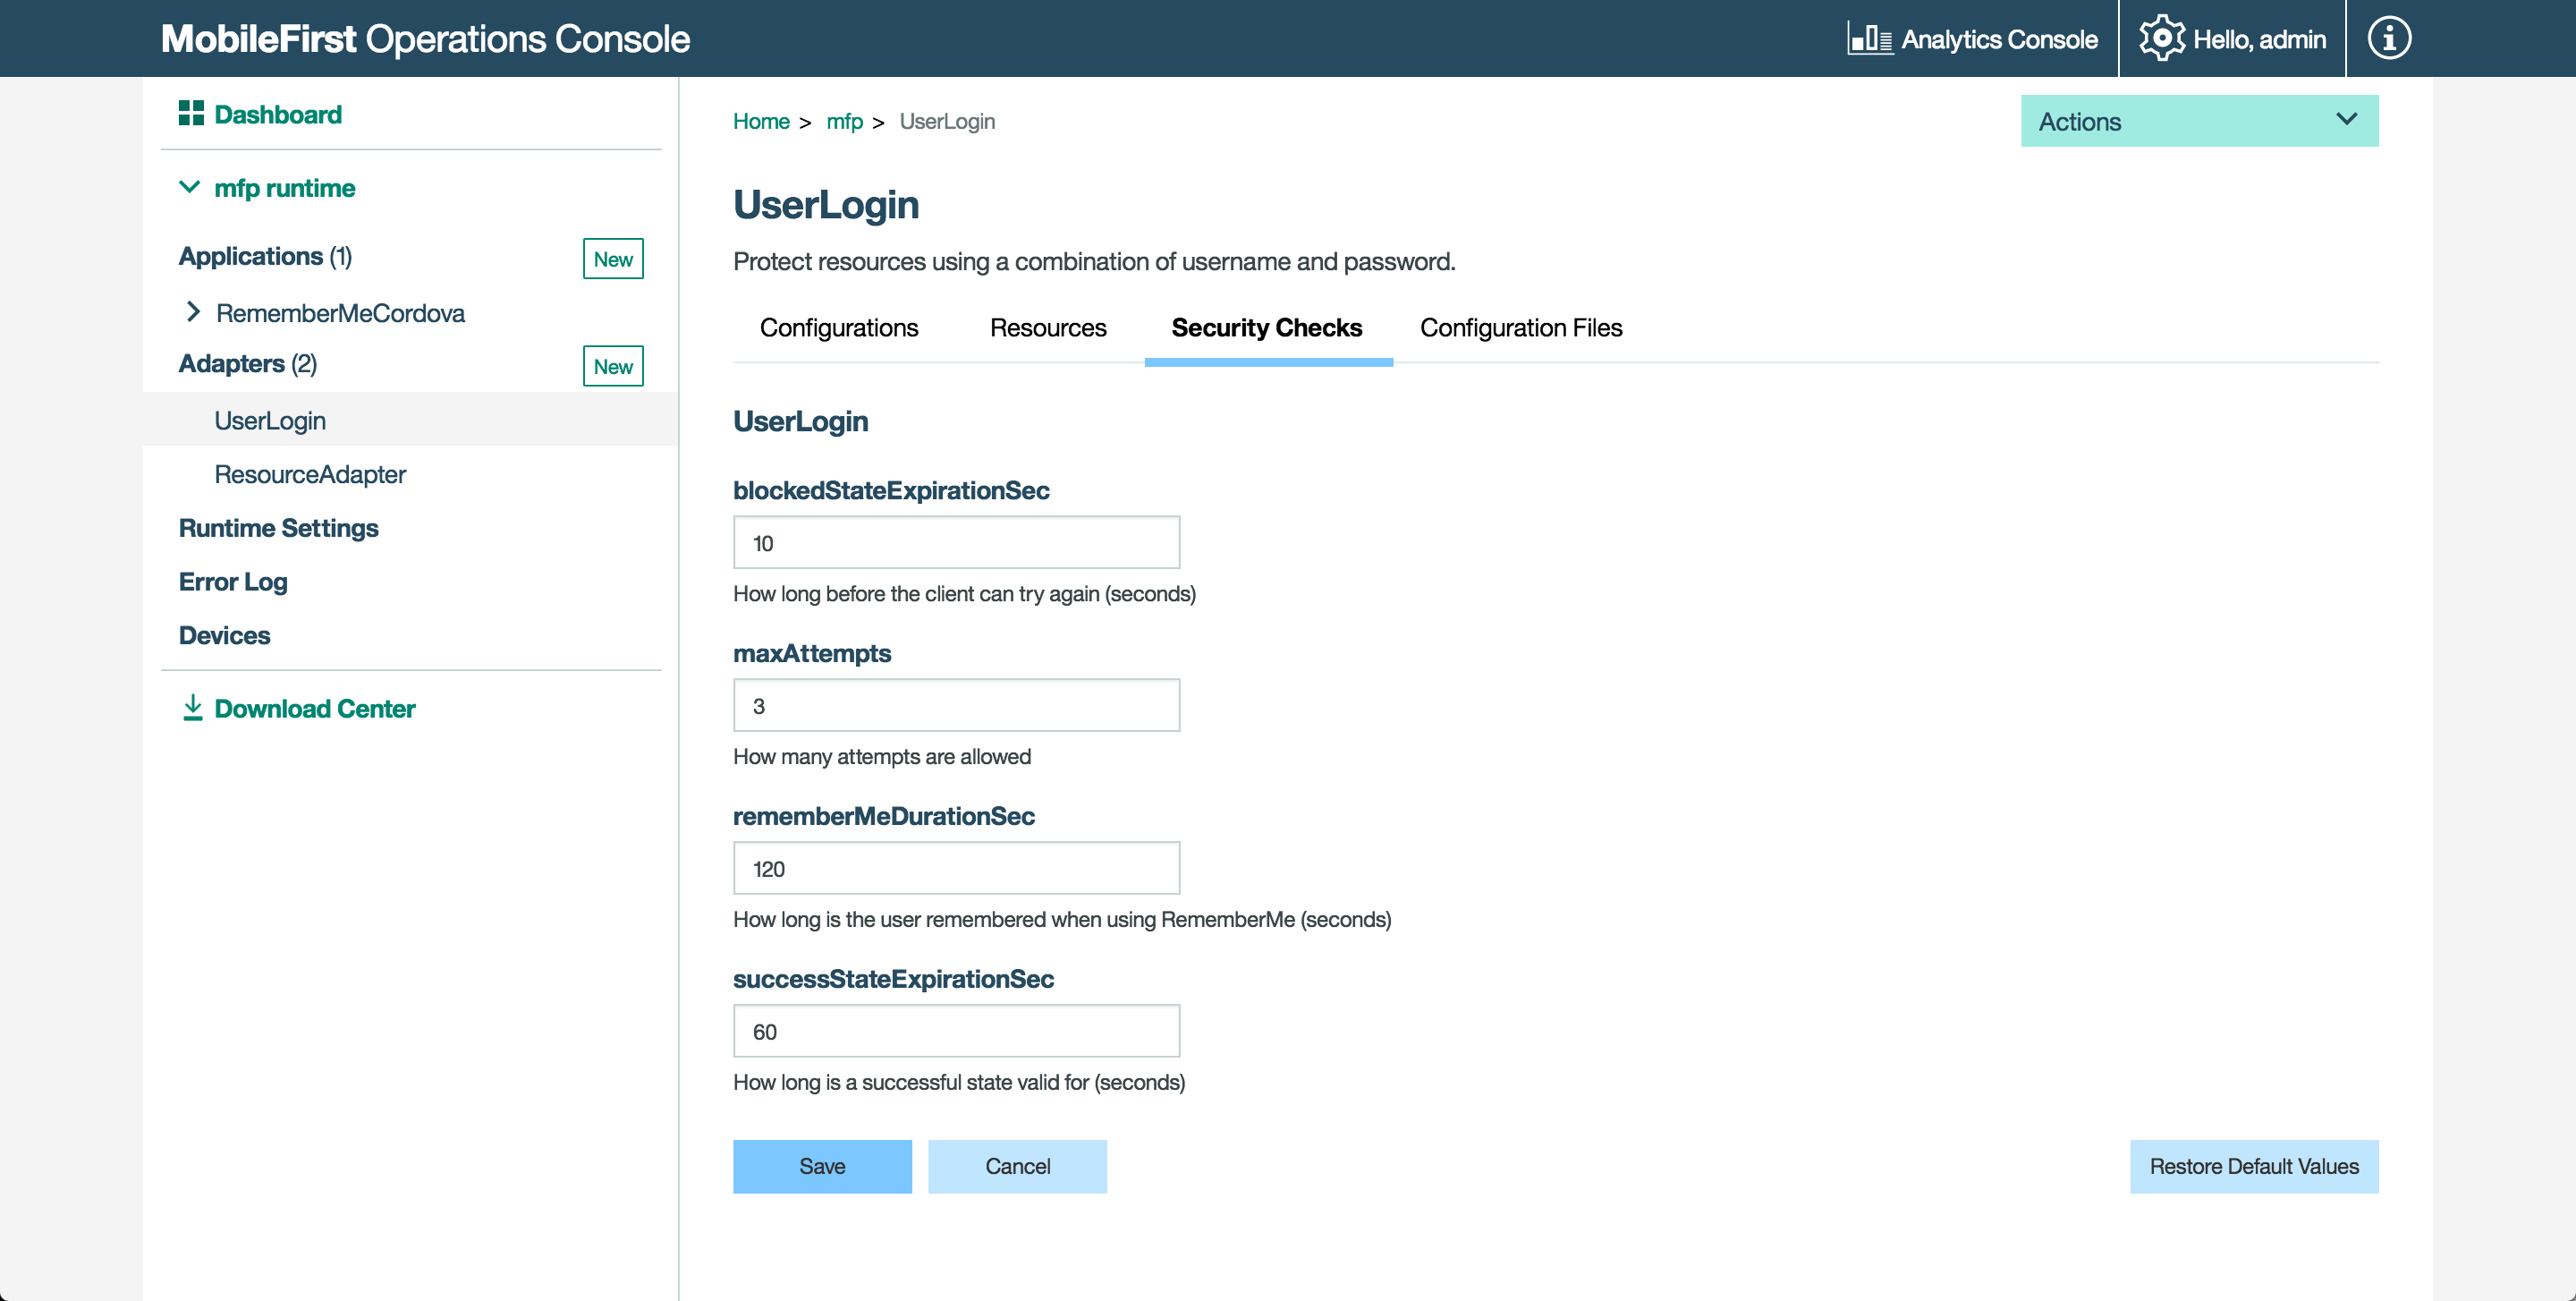 MobileFirst Operations Console
Analytics Console
Hello, admin
Dashboard
mfp runtime
Applications (1)
New
RememberMeCordova
Adapters (2)
New
UserLogin
ResourceAdapter
Runtime Settings
Error Log
Devices
Download Center
Home > mfp > UserLogin
Actions
UserLogin
Protect resources using a combination of username and password.
Configurations
Resources
Security Checks
Configuration Files
UserLogin
blockedStateExpirationSec
10
How long before the client can try again (seconds)
maxAttempts
3
How many attempts are allowed
rememberMeDurationSec
120
How long is the user remembered when using RememberMe (seconds)
successStateExpirationSec
60
How long is a successful state valid for (seconds)
Save
Cancel
Restore Default Values